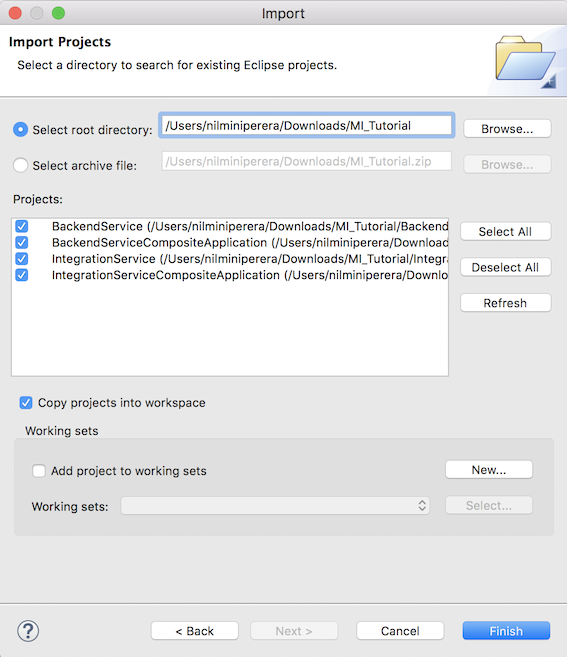 Import
Import Projects
Select a directory to search for existing Eclipse projects.
Select root directory: /Users/nilminiperera/Downloads/MI_Tutorial Browse...
Select archive file: /Users/nilminiperera/Downloads/MI_Tutorial.zip Browse...
Projects:
BackendService (/Users/nilminiperera/Downloads/MI_Tutorial/Backend Select All
BackendServiceCompositeApplication (/Users/nilminiperera/Download
IntegrationService (/Users/nilminiperera/Downloads/MI_Tutorial/Integr Deselect All
IntegrationServiceCompositeApplication (/Users/nilminiperera/Downlo
Refresh
Copy projects into workspace
Working sets
Add project to working sets New...
Working sets: Select...
? < Back Next > Cancel Finish